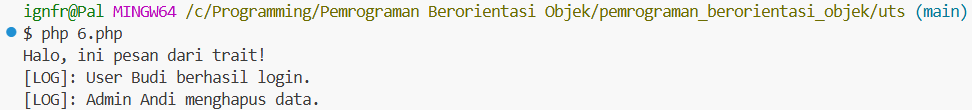 ignfr@Pal MINGW64 /c/Programming/Pemrograman Berorientasi Objek/pemrograman_berorientasi_objek/uts (main)
$ php 6.php
Halo, ini pesan dari trait!
[LOG]: User Budi berhasil login.
[LOG]: Admin Andi menghapus data.